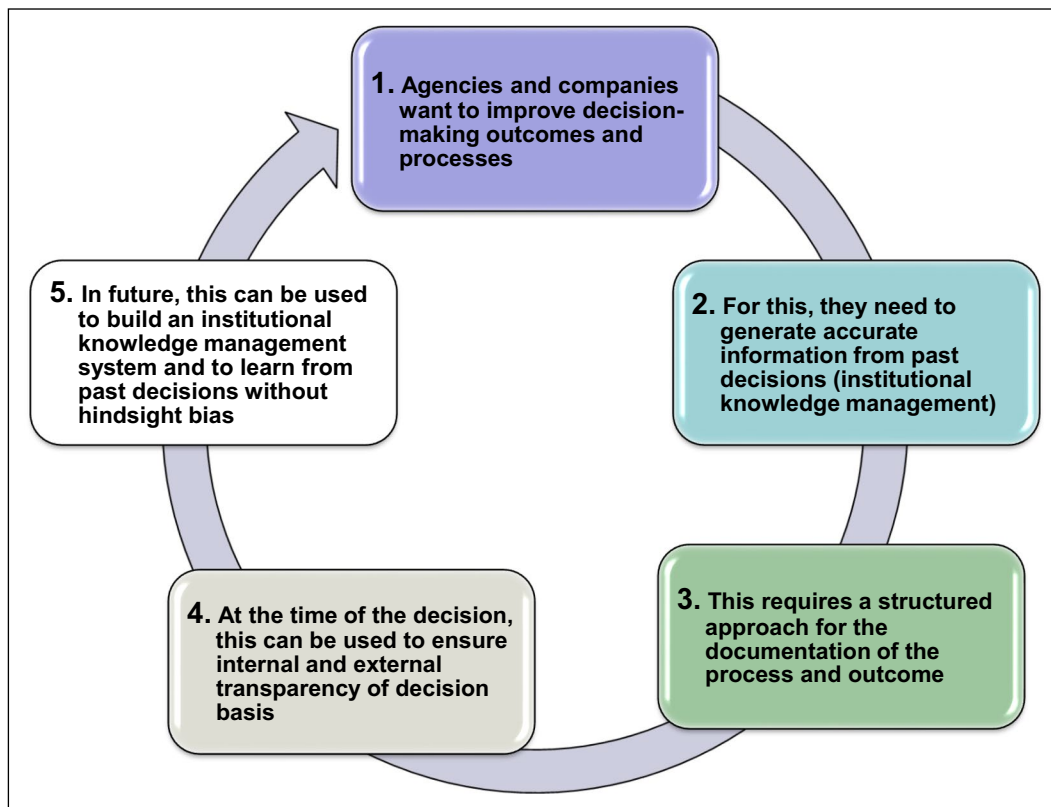 1. Agencies and companies
want to improve decision-
making outcomes and
processes
2. For this, they need to
generate accurate
information from past
decisions (institutional
knowledge management)
3. This requires a structured
approach for the
documentation of the
process and outcome
4. At the time of the decision,
this can be used to ensure
internal and external
transparency of decision
basis
5. In future, this can be used
to build an institutional
knowledge management
system and to learn from
past decisions without
hindsight bias